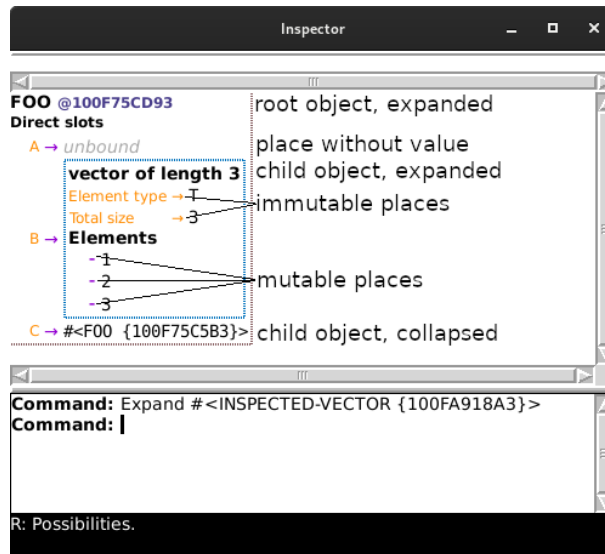 Inspector
FOO @100F75CD93 root object, expanded
Direct slots
A → unbound place without value
vector of length 3 child object, expanded
Element type → T
immutable places
Total size → 3
B → Elements
- 1
- 2 mutable places
- 3
C → #<FOO {100F75C5B3}> child object, collapsed
Command: Expand #<INSPECTED-VECTOR {100FA918A3}>
Command:
R: Possibilities.